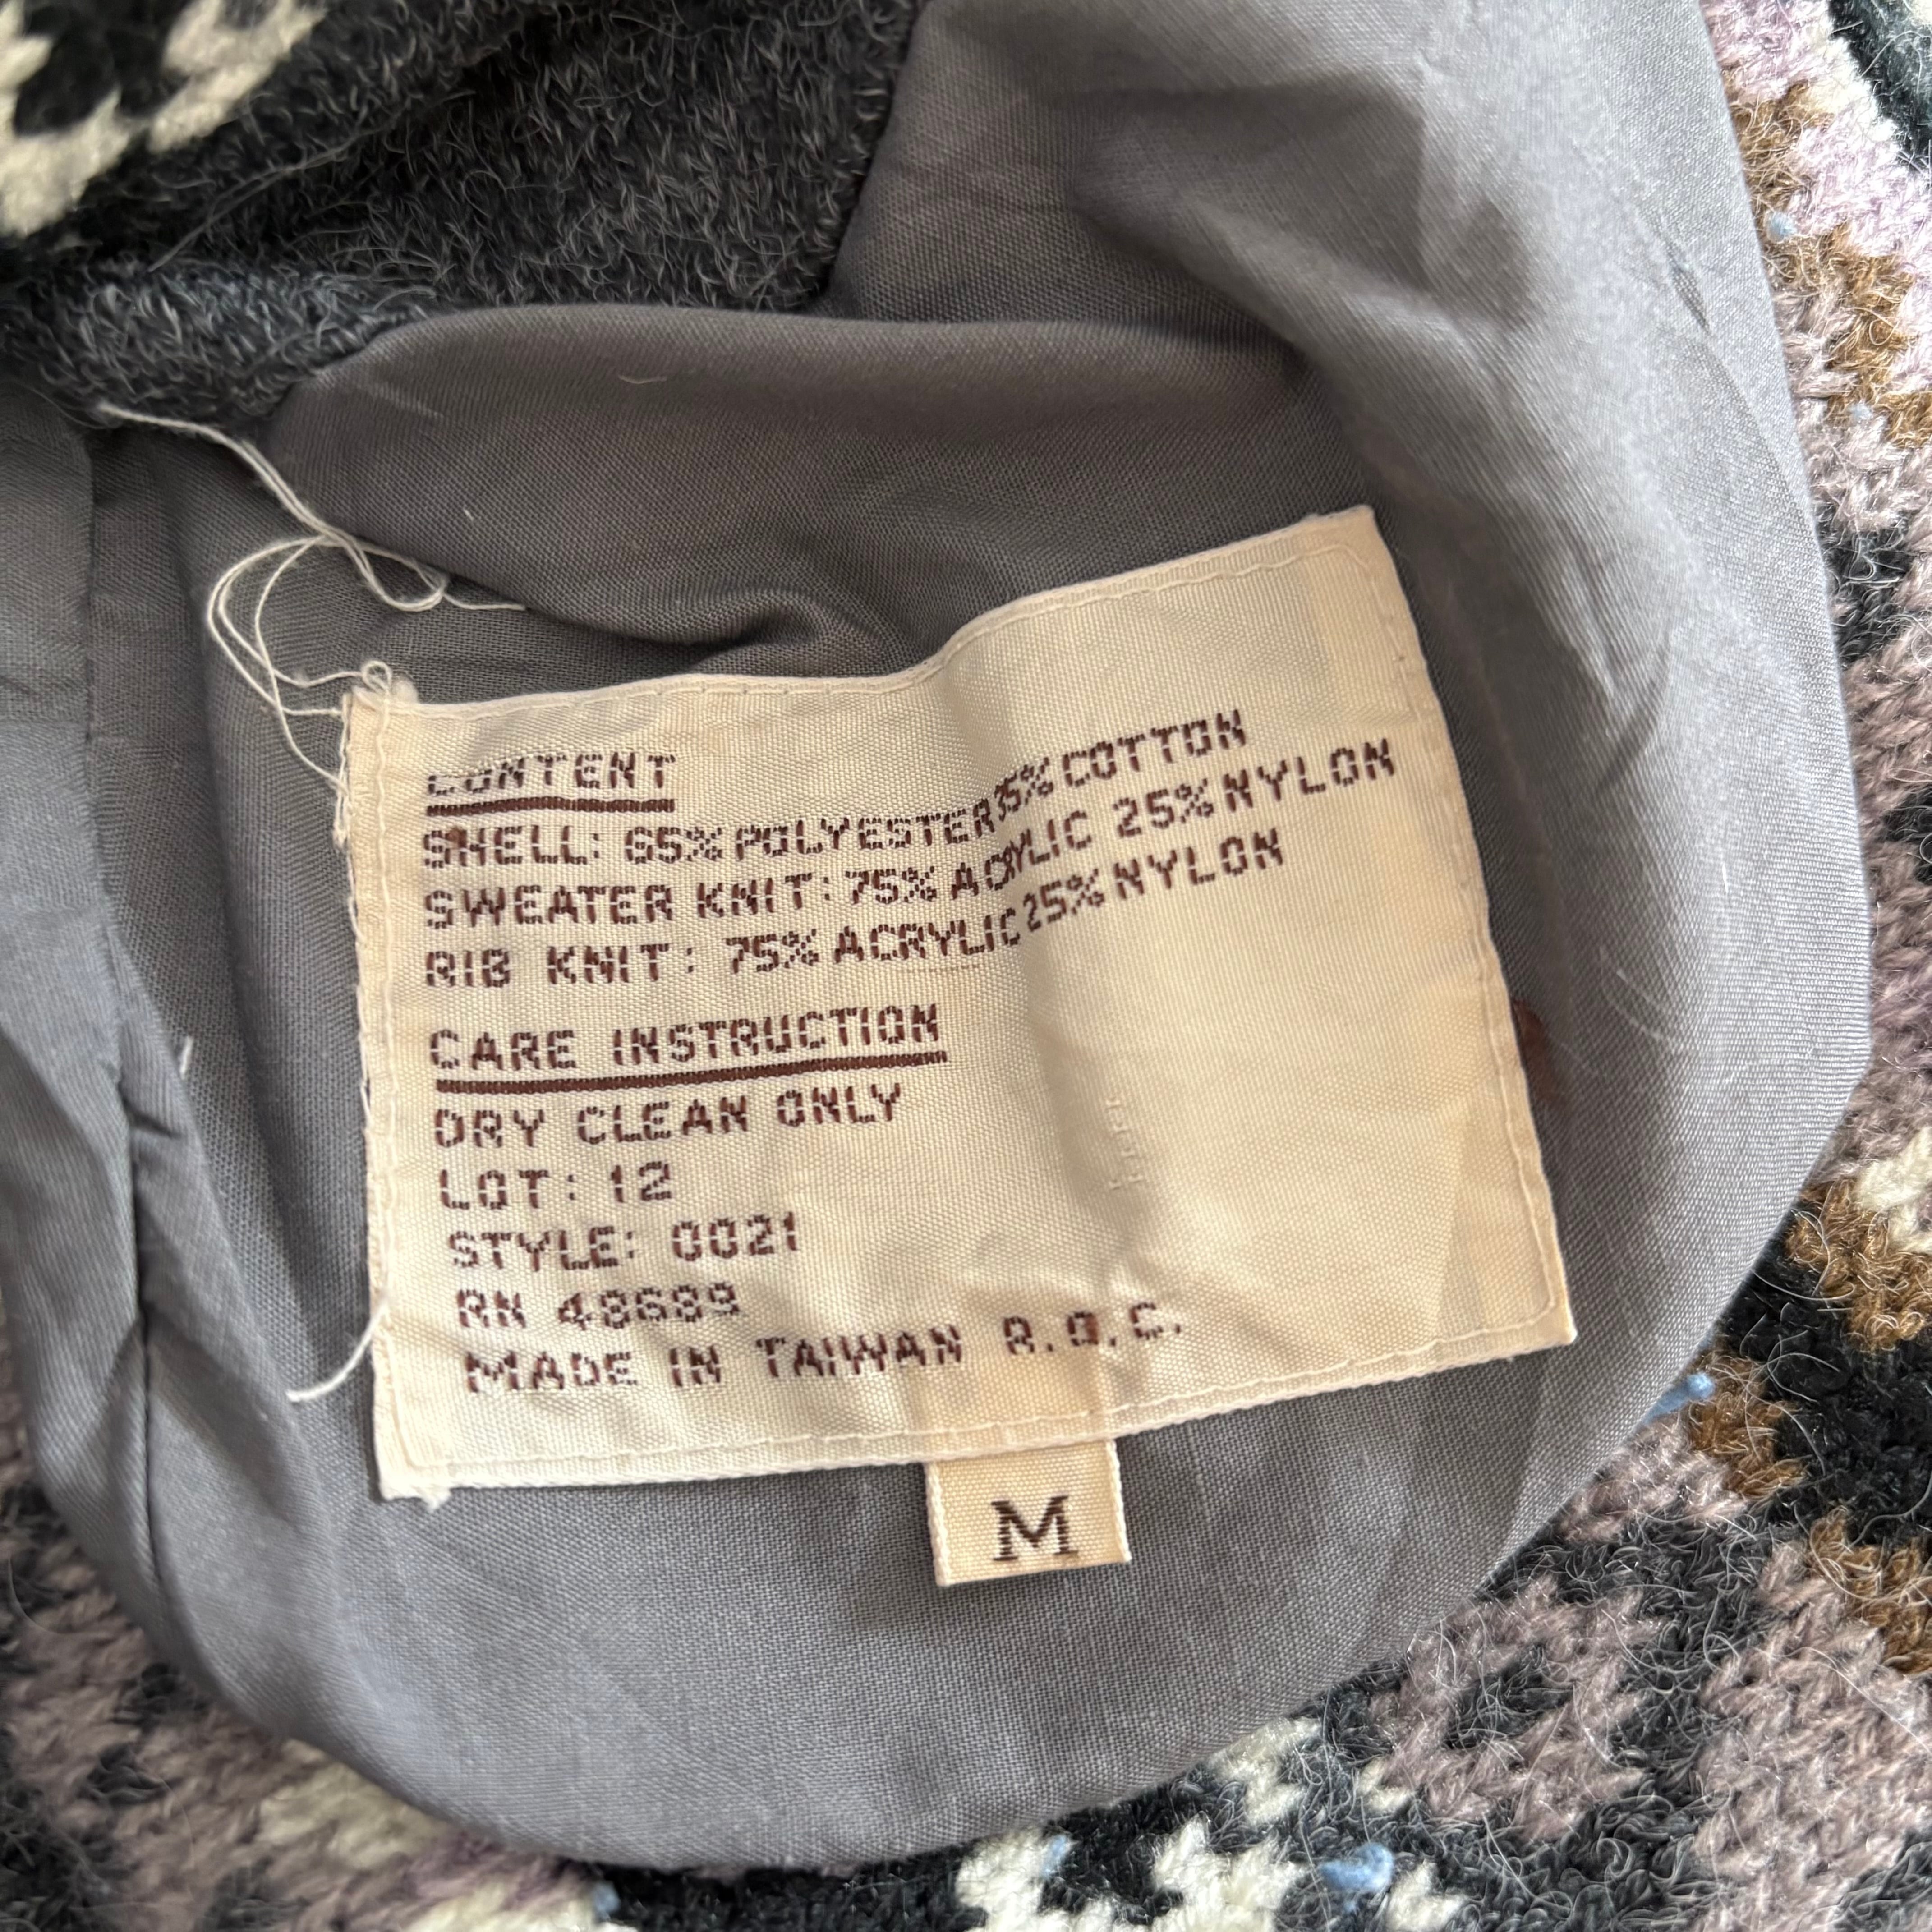 CONTENT
SHELL: 65% POLYESTER 35% COTTON
SWEATER KNIT: 75% ACRYLIC 25% NYLON
RIB KNIT: 75% ACRYLIC 25% NYLON
CARE INSTRUCTION
DRY CLEAN ONLY
LOT: 12
STYLE: 0021
RN 48689
MADE IN TAIWAN R.O.C.
M